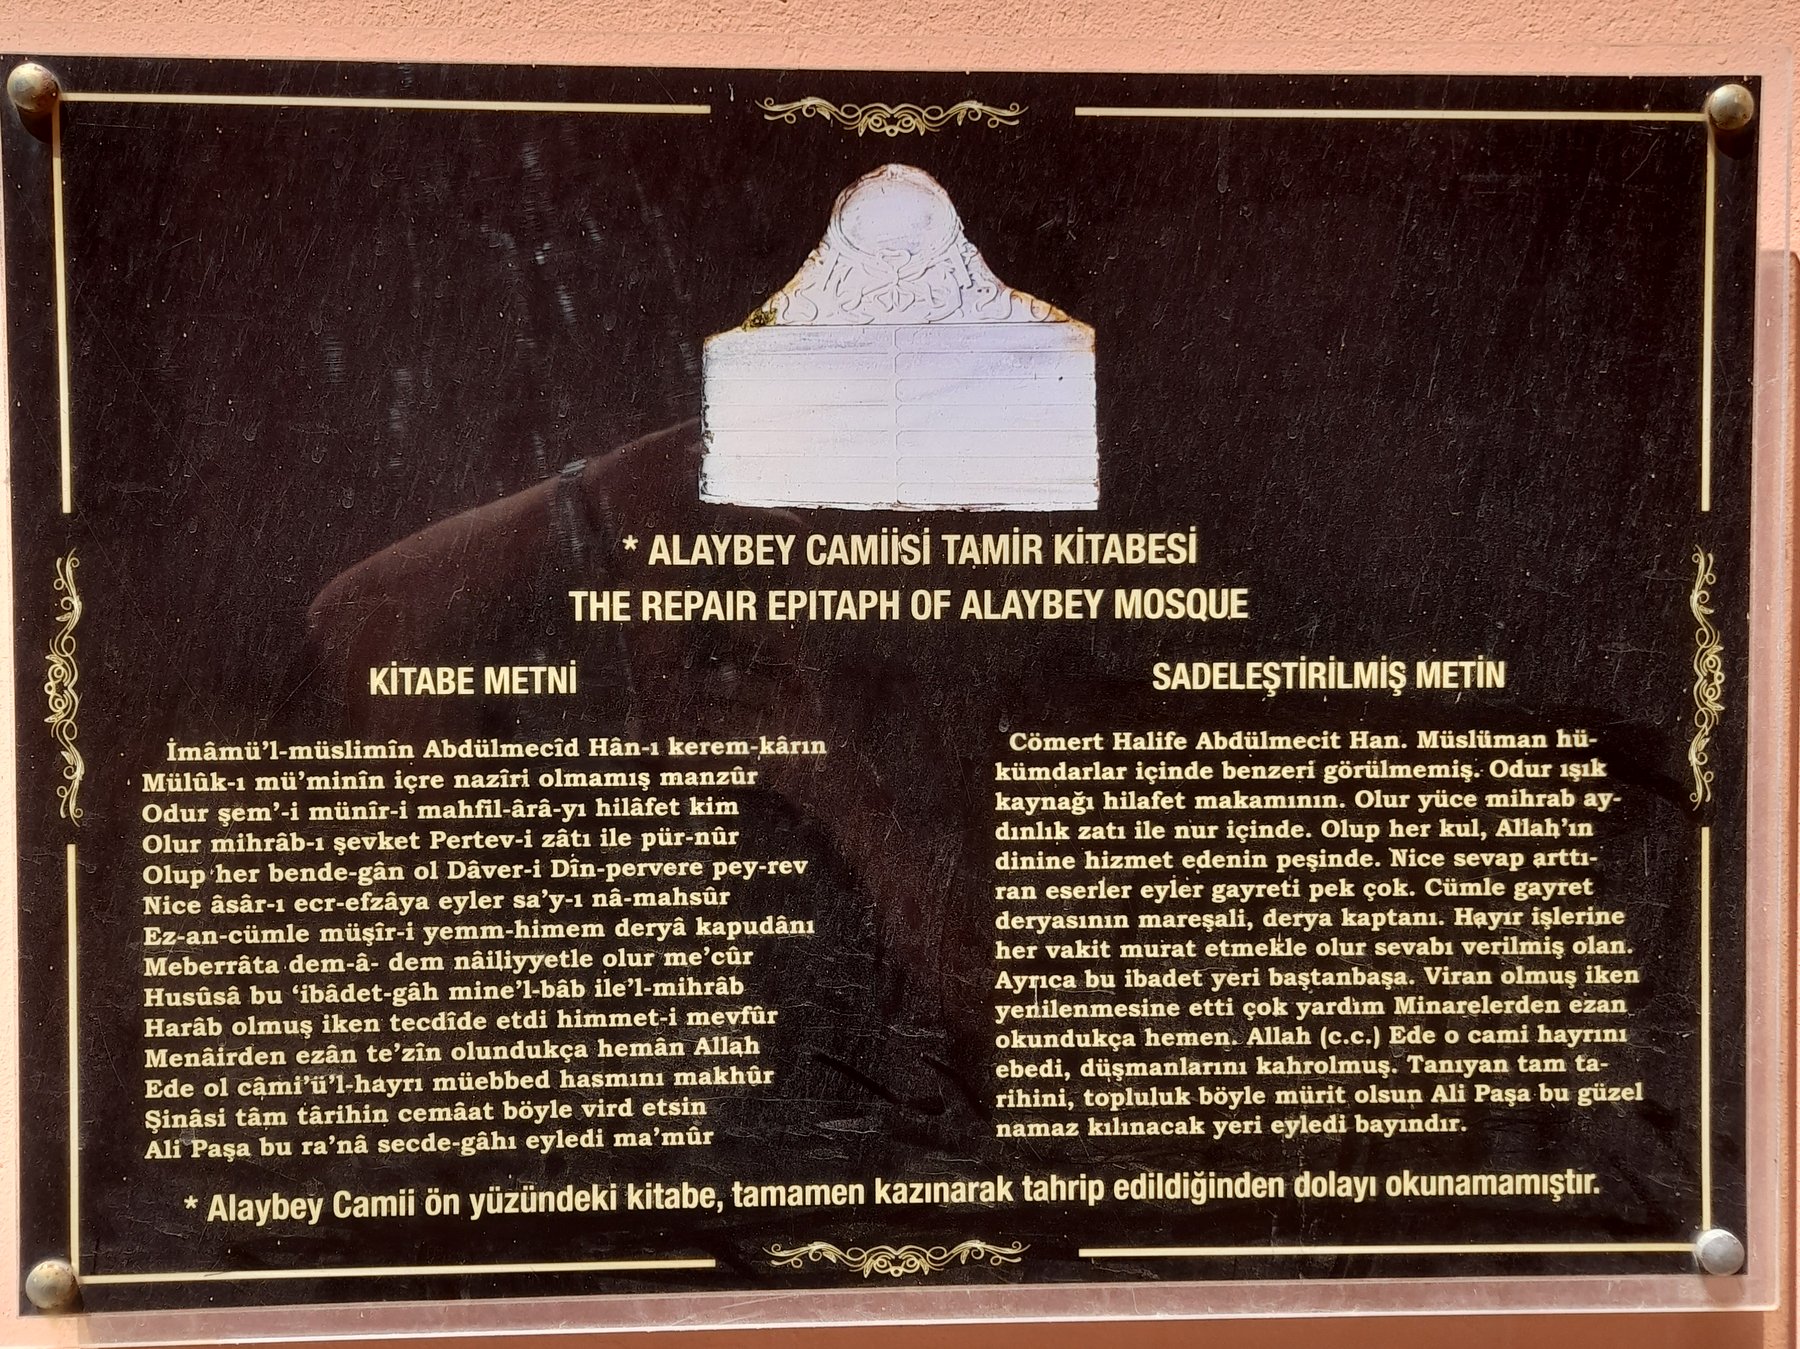 * ALAYBEY CAMİİSİ TAMİR KİTABESİ
THE REPAIR EPITAPH OF ALAYBEY MOSQUE
KİTABE METNİ
İmâmü’l-müslimîn Abdülmecîd Hân-ı kerem-kârın
Mülûk-ı mü’minîn içre nazîri olmamış manzûr
Odur şem’-i münîr-i mahfil-ârâ-yı hilâfet kim
Olur mihrâb-ı şevket Pertev-i zâtı ile pür-nûr
Olup her bende-gân ol Dâver-i Dîn-pervere pey-rev
Nice âsâr-ı ecr-efzâya eyler sa’y-ı nâ-mahsûr
Ez-an-cümle müşîr-i yemm-himem deryâ kapudânı
Meberrâta dem-â- dem nâiliyyetle olur me’cûr
Husûsâ bu ‘ibâdet-gâh mine’l-bâb ile’l-mihrâb
Harâb olmuş iken tecdîde etdi himmet-i mevfûr
Menâirden ezân te’zîn olundukça hemân Allah
Ede ol câmi’ü’l-hayrı müebbed hasmını makhûr
Şinâsi tâm târihin cemâat böyle vird etsin
Ali Paşa bu ra’nâ secde-gâhı eyledi ma’mûr
SADELEŞTİRİLMİŞ METİN
Cömert Halife Abdülmecit Han. Müslüman hü-
kümdarlar içinde benzeri görülmemiş. Odur ışık
kaynağı hilafet makamının. Olur yüce mihrab ay-
dınlık zatı ile nur içinde. Olup her kul, Allah’ın
dinine hizmet edenin peşinde. Nice sevap arttı-
ran eserler eyler gayreti pek çok. Cümle gayret
deryasının mareşali, derya kaptanı. Hayır işlerine
her vakit murat etmekle olur sevabı verilmiş olan.
Ayrıca bu ibadet yeri baştanbaşa. Viran olmuş iken
yenilenmesine etti çok yardım Minarelerden ezan
okundukça hemen. Allah (c.c.) Ede o cami hayrını
ebedi, düşmanlarını kahrolmuş. Tanıyan tam ta-
rihini, topluluk böyle mürit olsun Ali Paşa bu güzel
namaz kılınacak yeri eyledi bayındır.
* Alaybey Camii ön yüzündeki kitabe, tamamen kazınarak tahrip edildiğinden dolayı okunamamıştır.